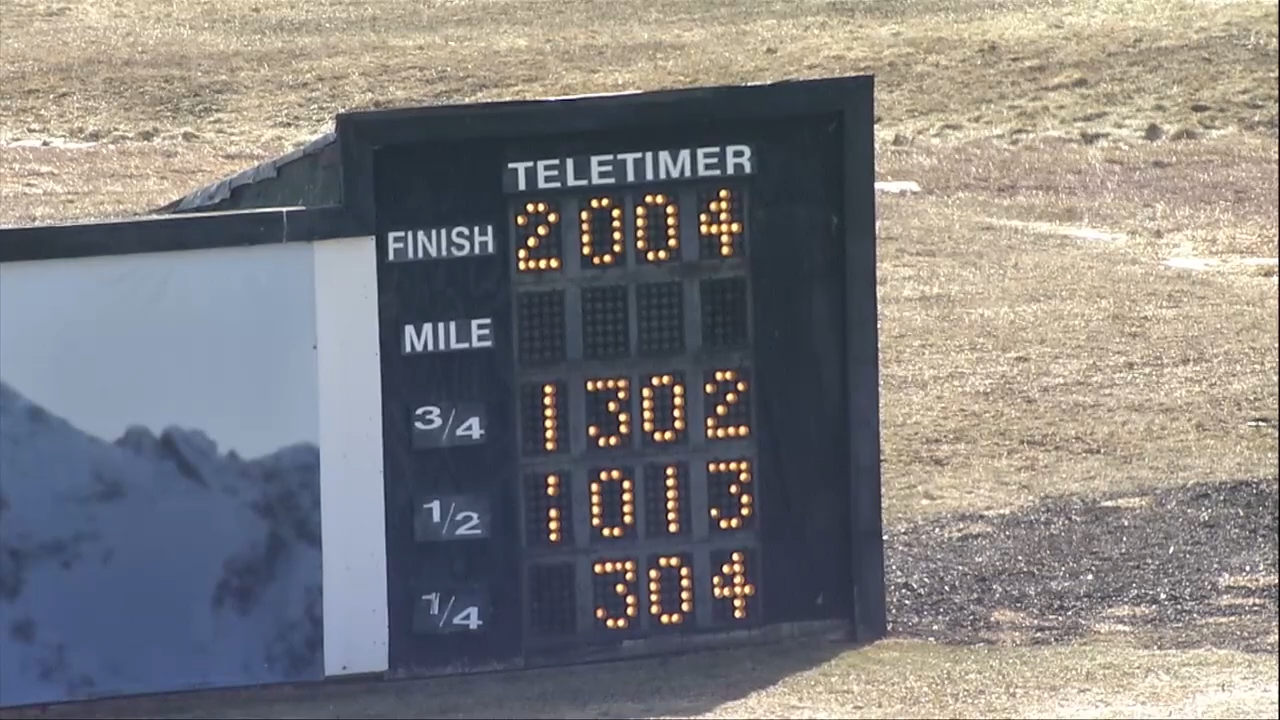 TELETIMER
FINISH 2004
MILE
3/4 1302
1/2 1013
1/4 304